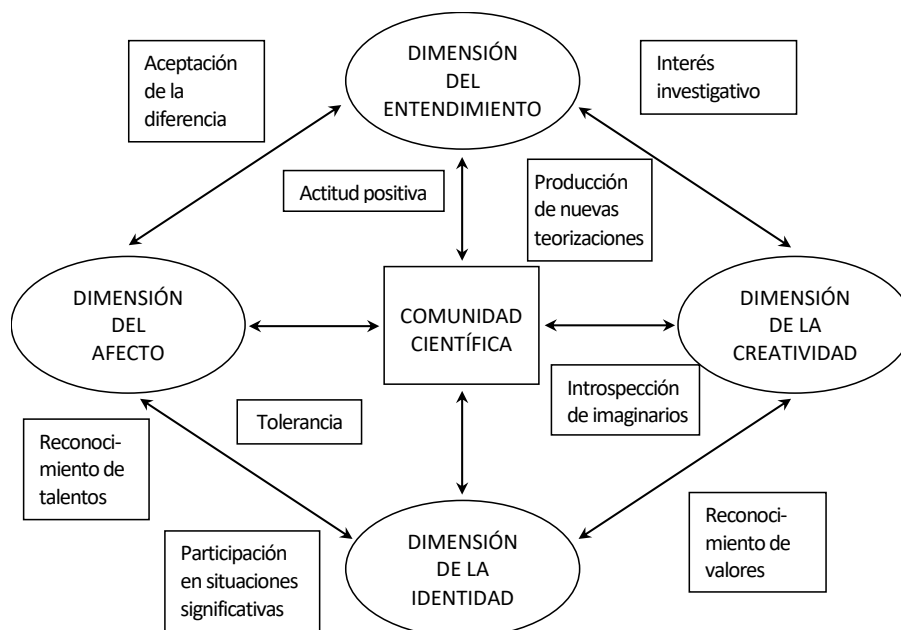 Aceptación
de la
diferencia
DIMENSIÓN
DEL
ENTENDIMIENTO
Interés
investigativo
Actitud positiva
Producción
de nuevas
teorizaciones
DIMENSIÓN
DEL
AFECTO
COMUNIDAD
CIENTÍFICA
DIMENSIÓN
DE LA
CREATIVIDAD
Tolerancia
Introspección
de imaginarios
Reconoci-
miento de
talentos
Participación
en situaciones
significativas
DIMENSIÓN
DE LA
IDENTIDAD
Reconoci-
miento de
valores